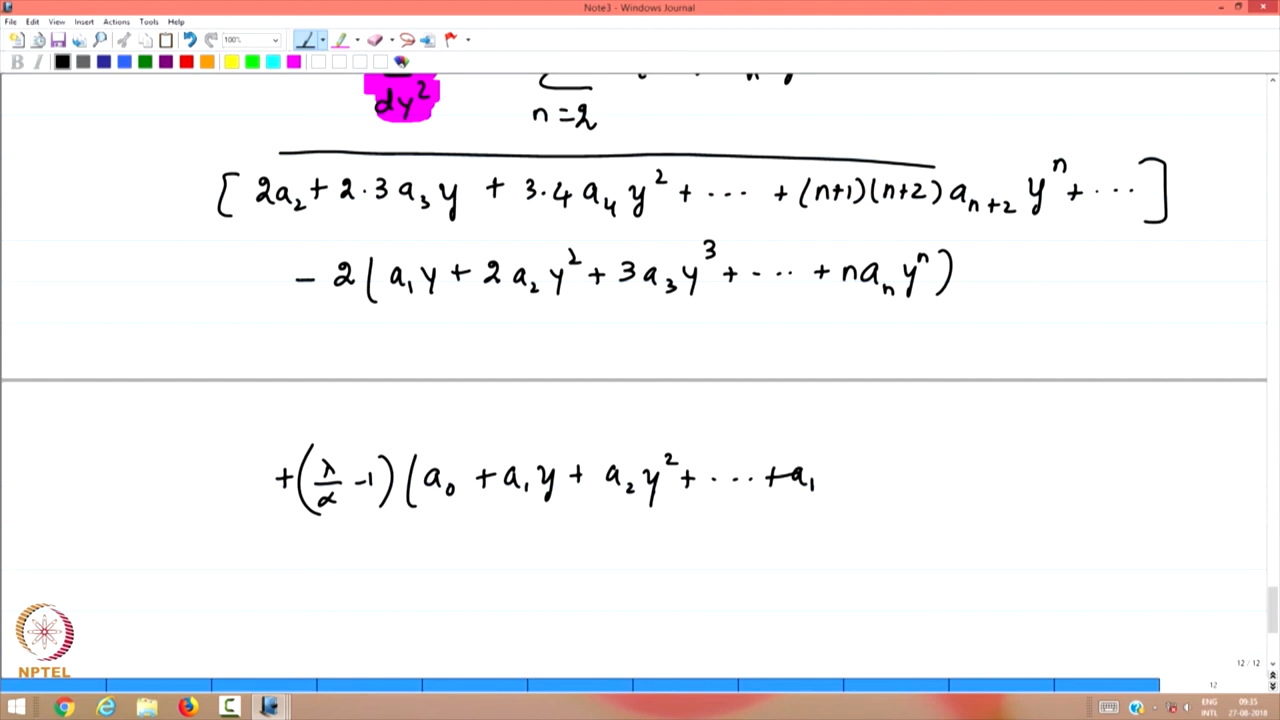 Note3 - Windows Journal
File Edit View Insert Actions Tools Help
100%
B I
dy² n=2
[ 2a₂ + 2·3 a₃ y + 3·4 a₄ y² + ··· + (n+1)(n+2) aₙ₊₂ yⁿ + ··· ]
- 2 ( a₁y + 2 a₂ y² + 3 a₃ y³ + ··· + n aₙ yⁿ )
+ (λ/α - 1) ( a₀ + a₁ y + a₂ y² + ··· + a₁
NPTEL
12 / 12
12
ENG 09:35
INTL 27-08-2018